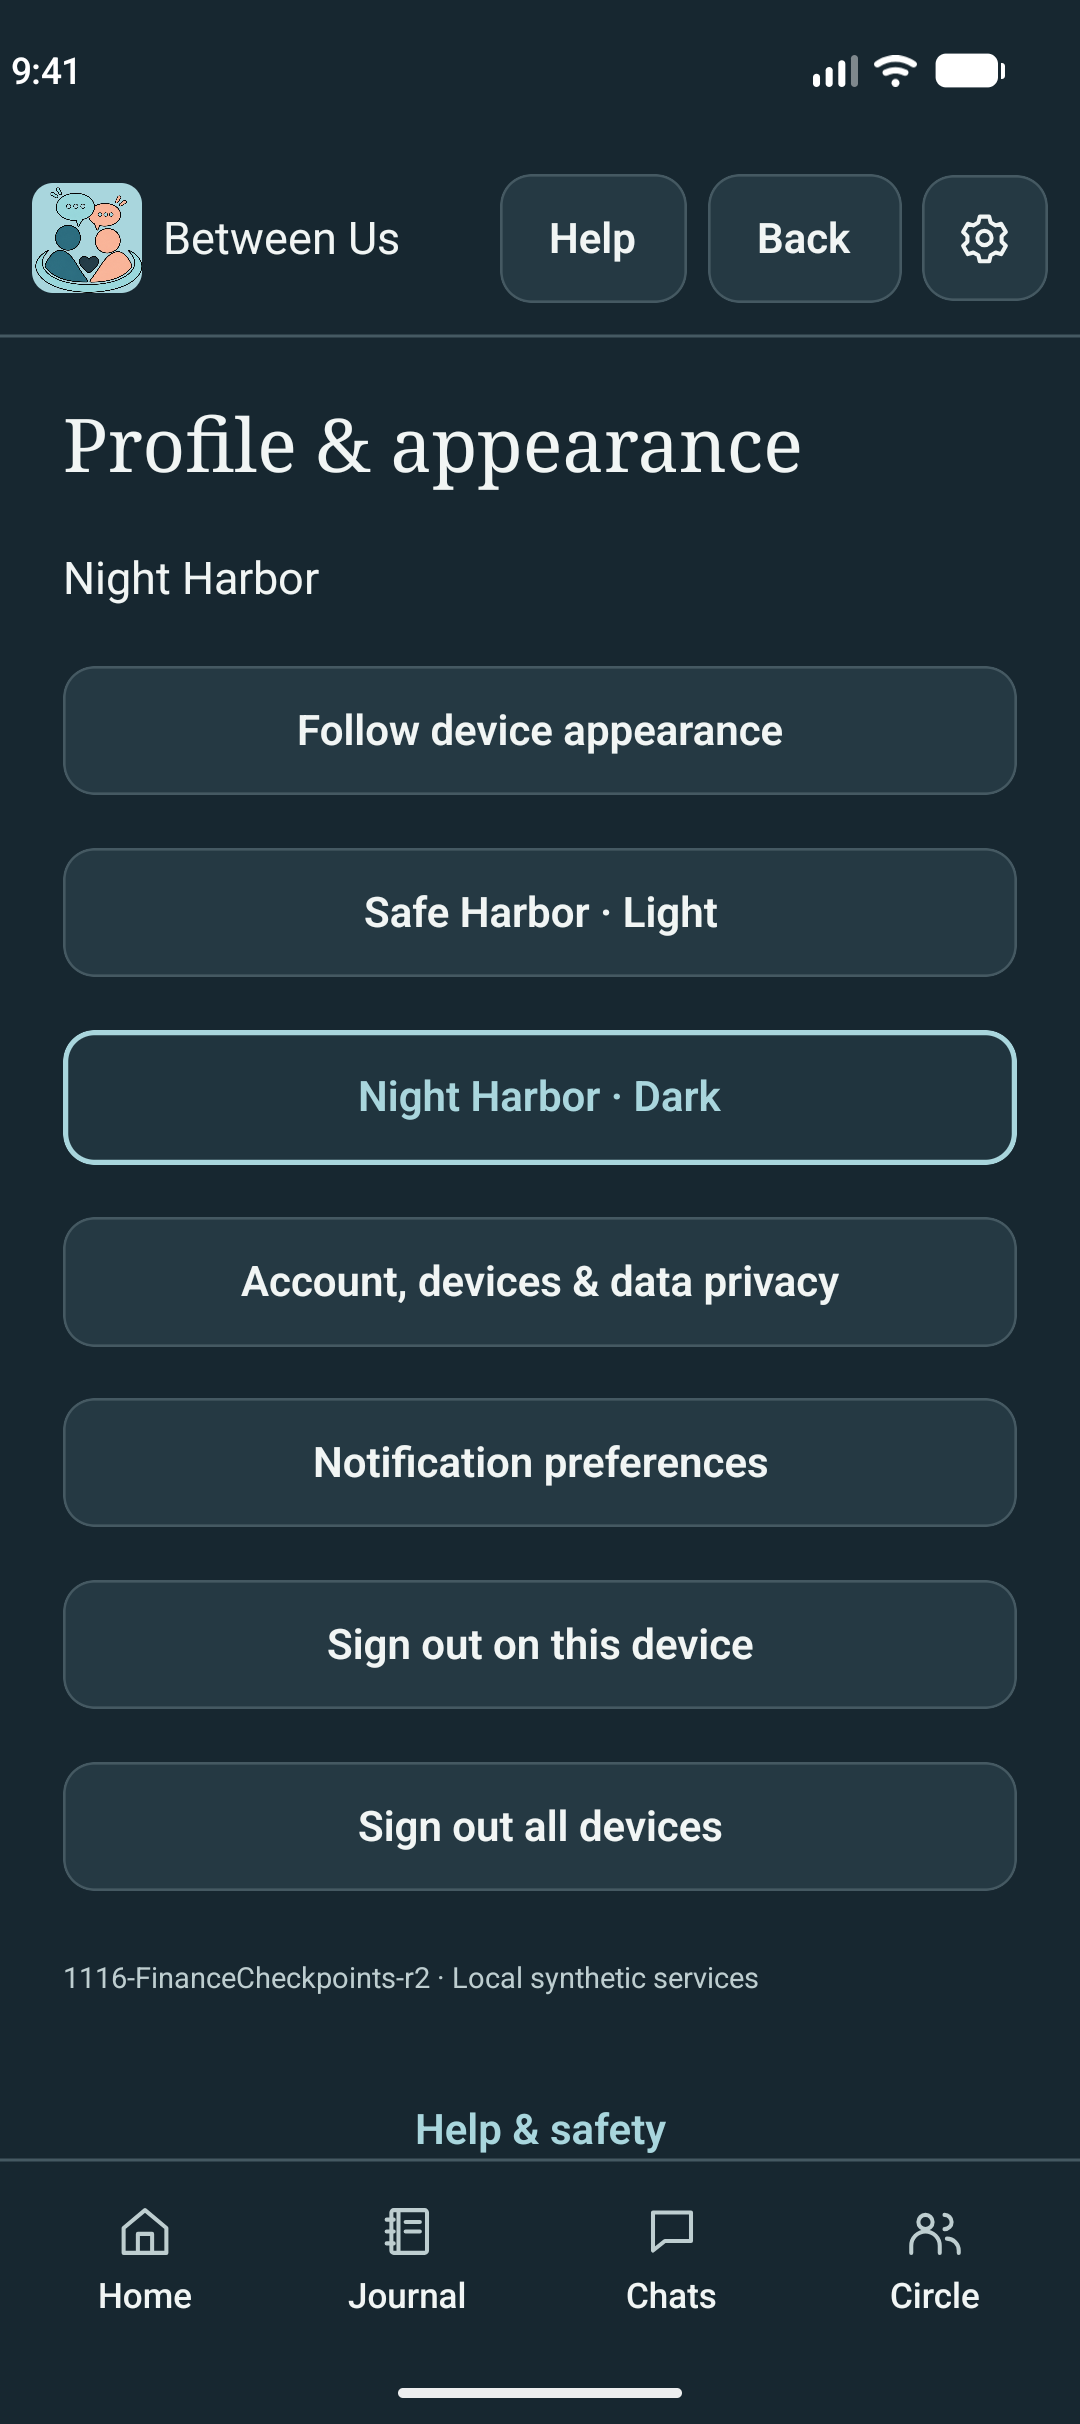 9:41
Between Us
Help
Back
Profile & appearance
Night Harbor
Follow device appearance
Safe Harbor · Light
Night Harbor · Dark
Account, devices & data privacy
Notification preferences
Sign out on this device
Sign out all devices
1116-FinanceCheckpoints-r2 · Local synthetic services
Help & safety
Home
Journal
Chats
Circle